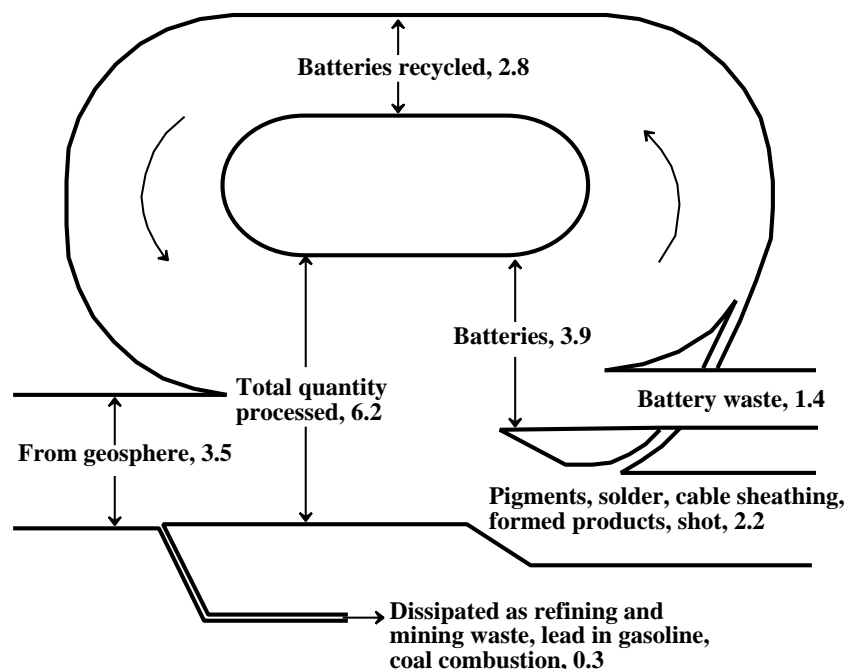 Batteries recycled, 2.8
Batteries, 3.9
Total quantity
processed, 6.2
Battery waste, 1.4
From geosphere, 3.5
Pigments, solder, cable sheathing,
formed products, shot, 2.2
Dissipated as refining and
mining waste, lead in gasoline,
coal combustion, 0.3